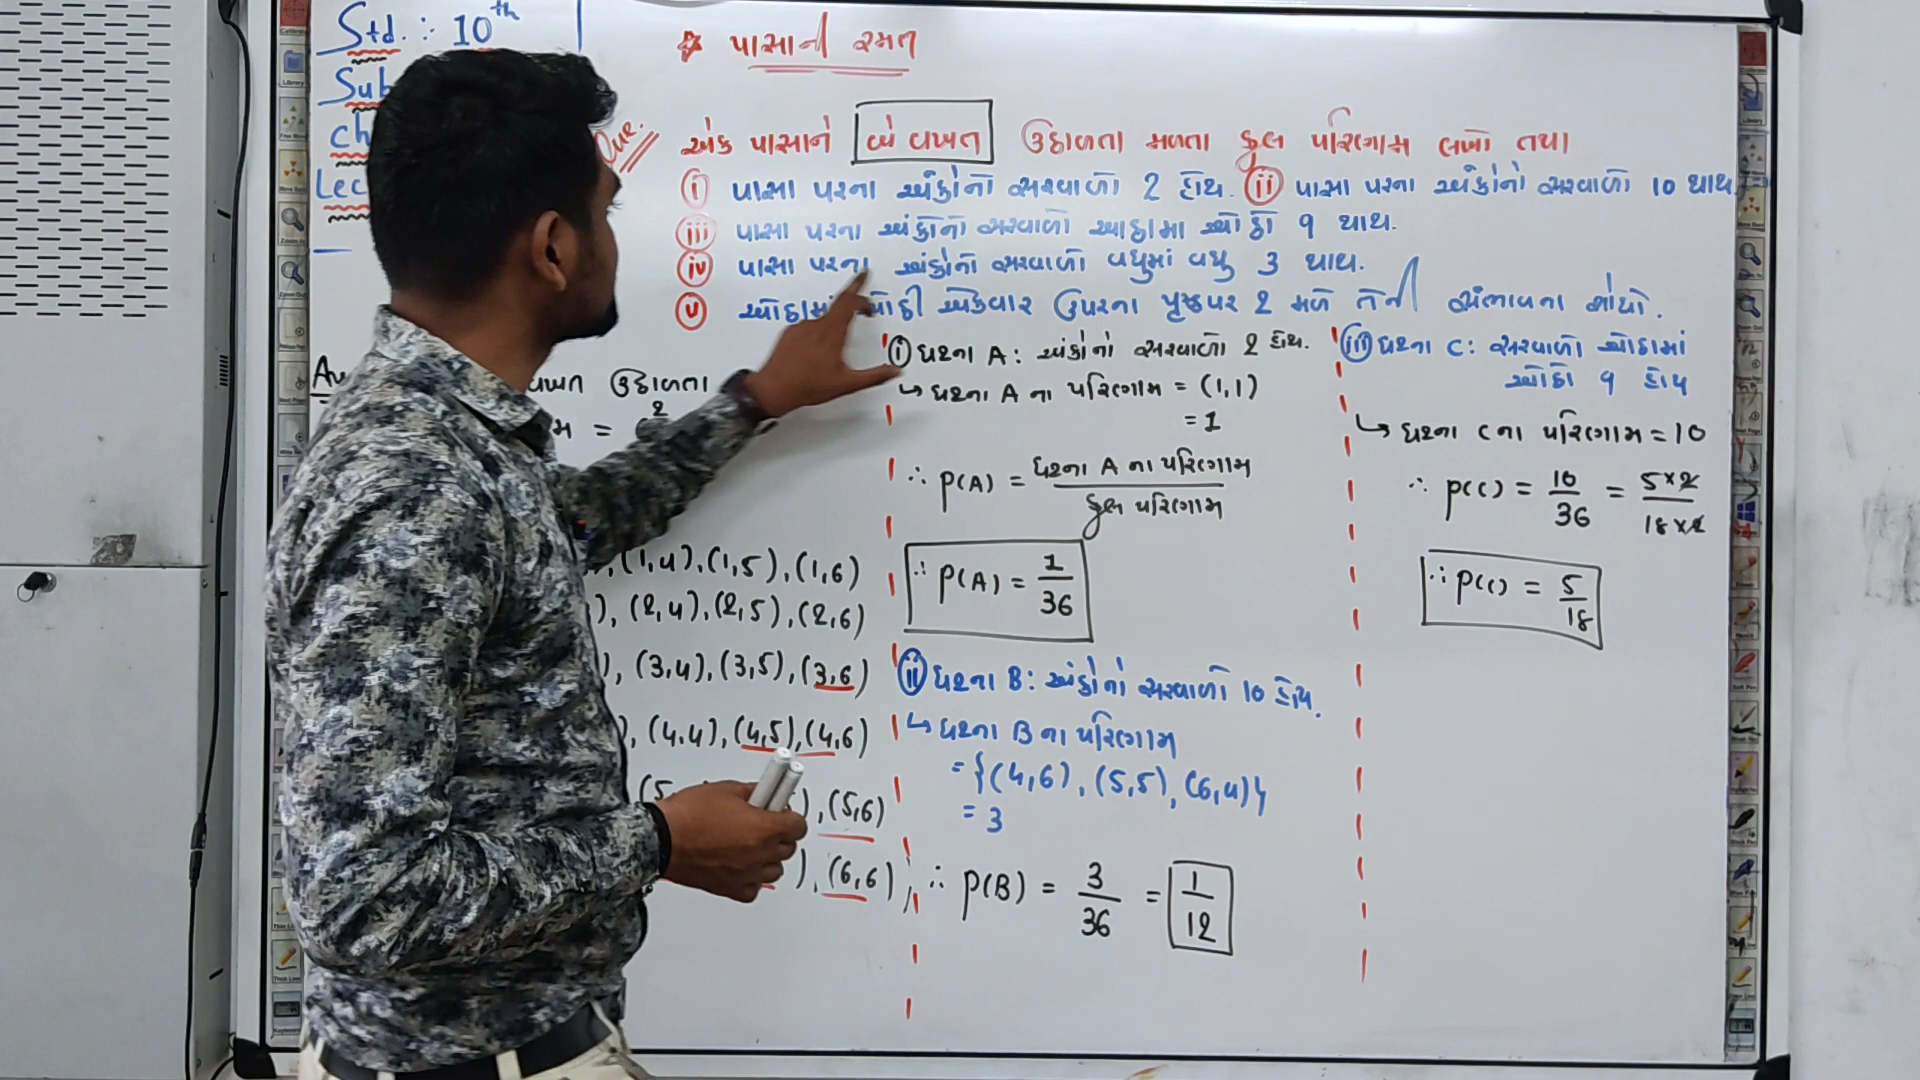 Std. : 10th
Sub
ch
Lec
☆ પાસાની રમત
Que. એક પાસાને બે વખત ઉછાળતા મળતા કુલ પરિણામ લખો તથા
(i) પાસા પરના અંકોનો સરવાળો 2 હોય. (ii) પાસા પરના અંકોનો સરવાળો 10 થાય
(iii) પાસા પરના અંકોનો સરવાળો ઓછામાં ઓછો 9 થાય.
(iv) પાસા પરના અંકોનો સરવાળો વધુમાં વધુ 3 થાય.
(v) ઓછામાં ઓછી એકવાર ઉપરના પૃષ્ઠપર 2 મળે તેની સંભાવના શોધો.
વખત ઉછાળતા
(1,4),(1,5),(1,6)
), (2,4),(2,5),(2,6)
), (3,4),(3,5),(3,6)
), (4,4),(4,5),(4,6)
), (5,6)
), (6,6)
(i) ઘટના A: અંકોનો સરવાળો 2 હોય.
↳ ઘટના A ના પરિણામ = (1,1)
= 1
∴ P(A) = ઘટના A ના પરિણામ / કુલ પરિણામ
∴ P(A) = 1/36
(ii) ઘટના B: અંકોનો સરવાળો 10 હોય.
↳ ઘટના B ના પરિણામ
= {(4,6), (5,5), (6,4)}
= 3
∴ P(B) = 3/36 = 1/12
(iii) ઘટના C: સરવાળો ઓછામાં
ઓછો 9 હોય
↳ ઘટના C ના પરિણામ = 10
∴ P(C) = 10/36 = 5×2/18×2
∴ P(C) = 5/18